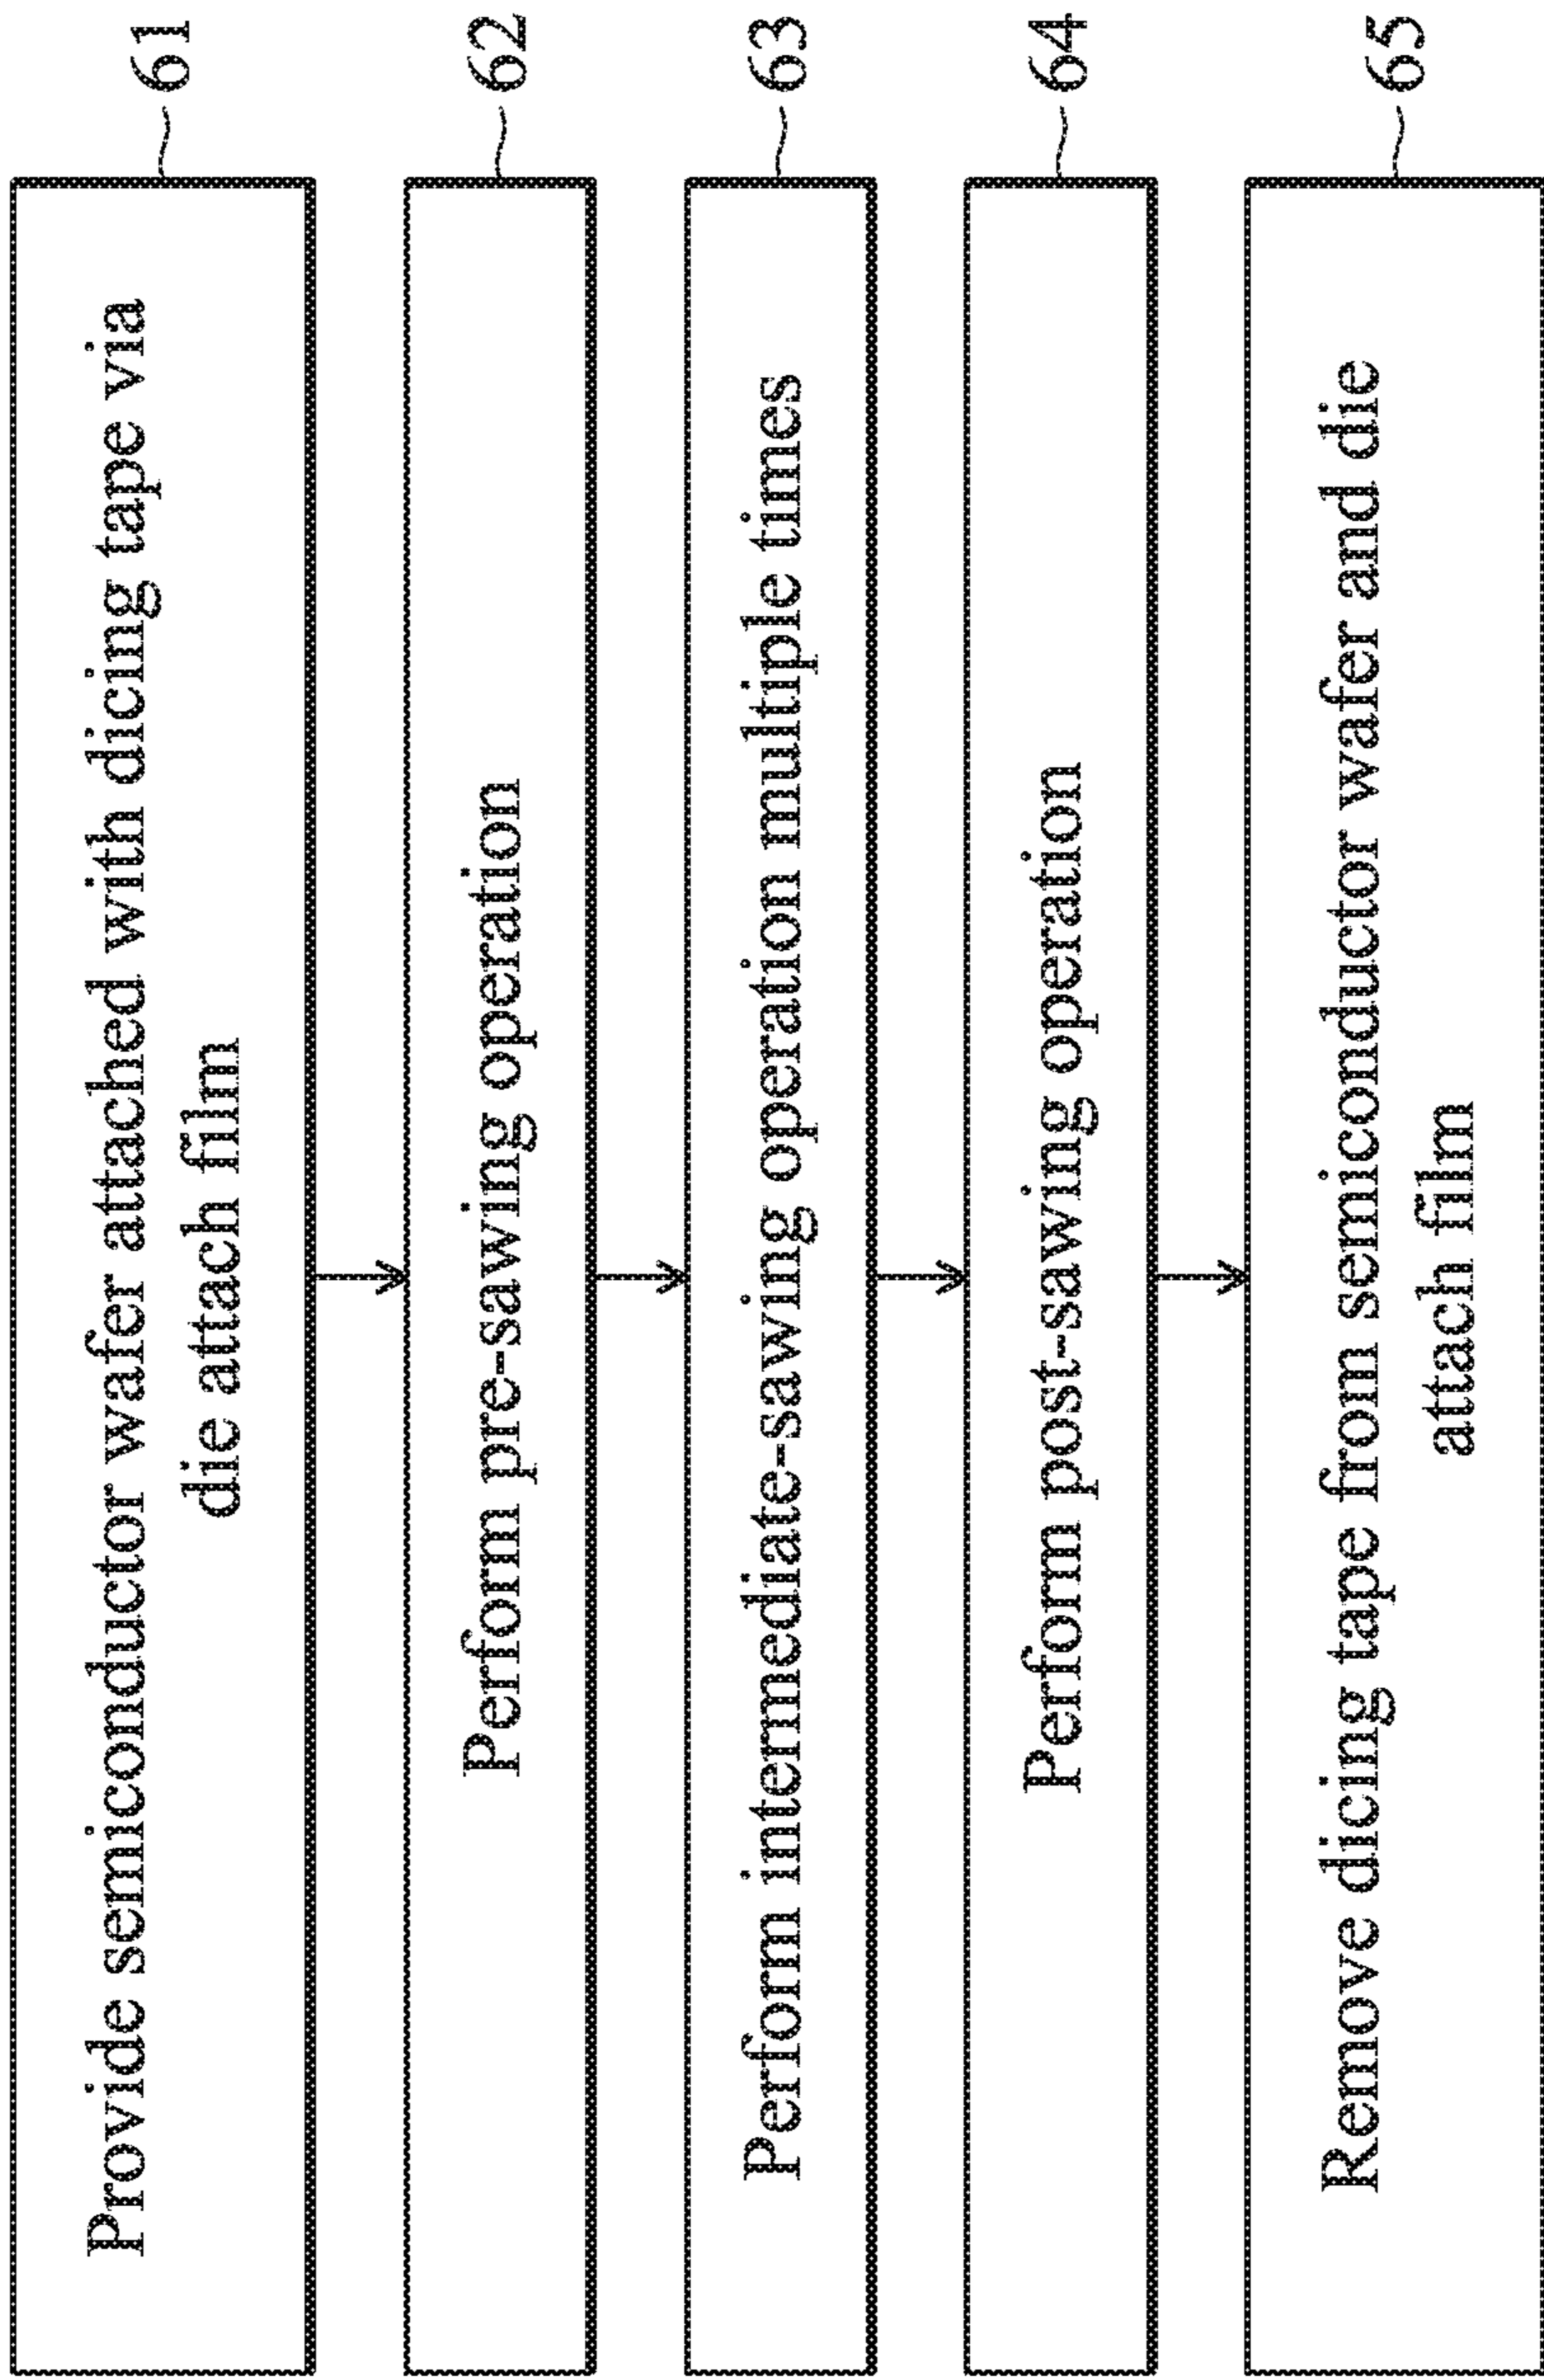 Provide semiconductor wafer attached with dicing tape via
die attach film
61
Perform pre-sawing operation
62
Perform intermediate-sawing operation multiple times
63
Perform post-sawing operation
64
Remove dicing tape from semiconductor wafer and die
attach film
65